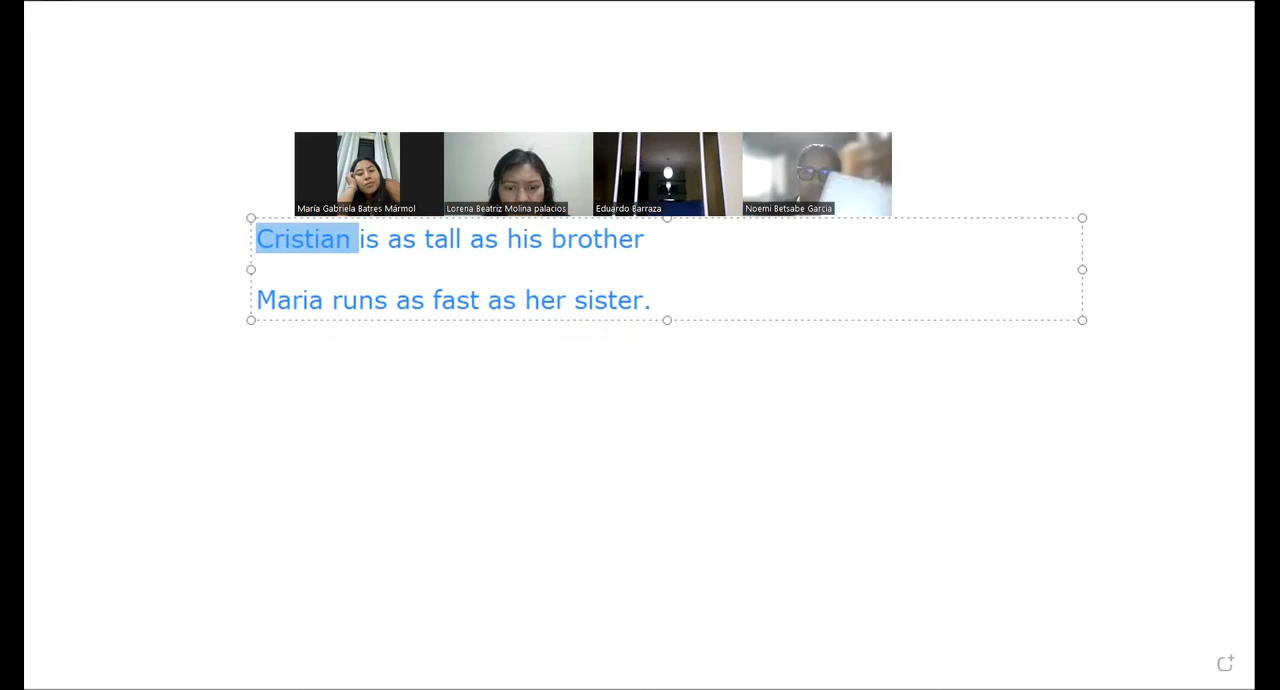 María Gabriela Batres Mármol
Lorena Beatriz Molina palacios
Eduardo Barraza
Noemi Betsabe Garcia
Cristian is as tall as his brother
Maria runs as fast as her sister.